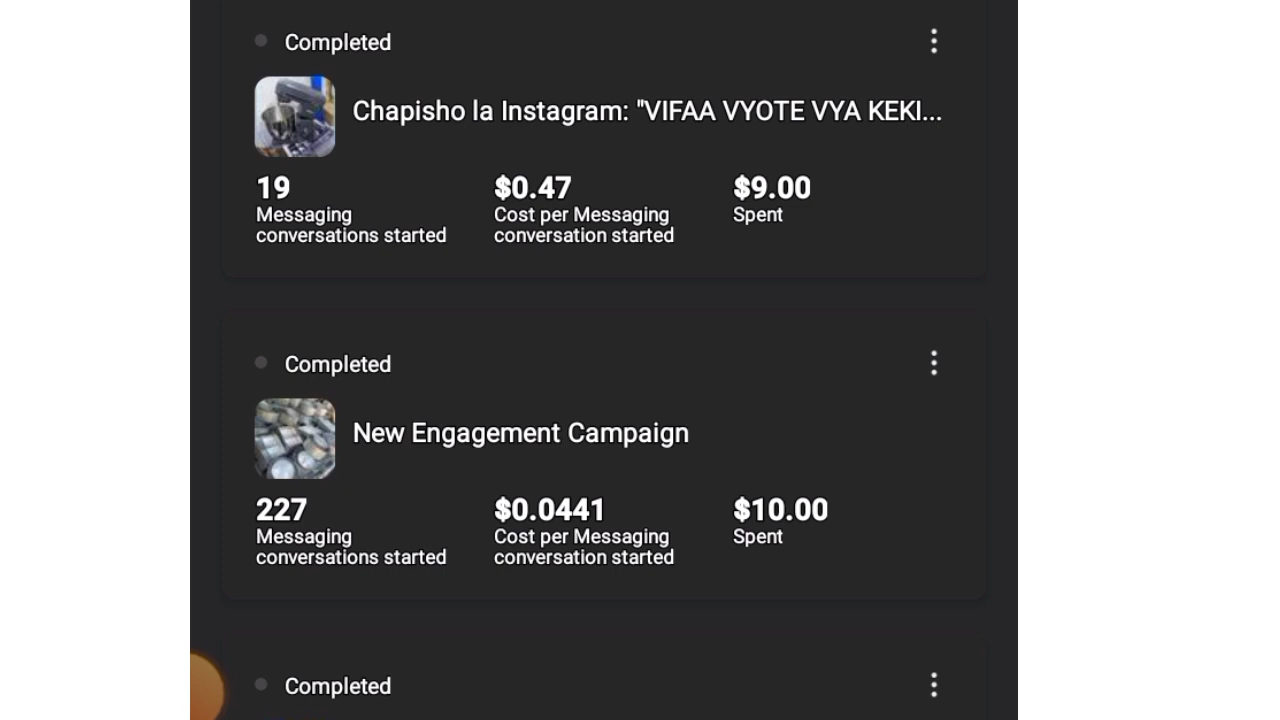 Completed
Chapisho la Instagram: "VIFAA VYOTE VYA KEKI...
19 $0.47 $9.00
Messaging Cost per Messaging Spent
conversations started conversation started
Completed
New Engagement Campaign
227 $0.0441 $10.00
Messaging Cost per Messaging Spent
conversations started conversation started
Completed